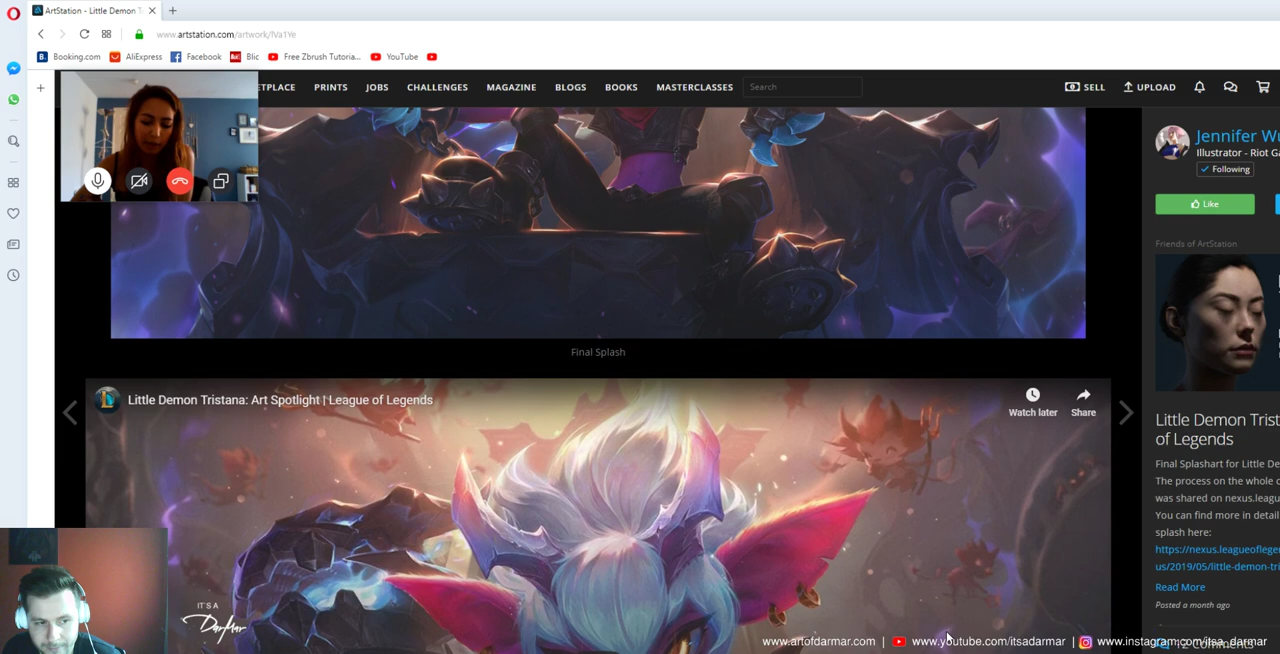 ArtStation - Little Demon T
www.artstation.com/artwork/lVa1Ye
B. Booking.com
AliExpress
Facebook
Blic
Free Zbrush Tutoria...
YouTube
ETPLACE
PRINTS
JOBS
CHALLENGES
MAGAZINE
BLOGS
BOOKS
MASTERCLASSES
Search
SELL
UPLOAD
Jennifer Wu
Illustrator - Riot Ga
Following
Like
Friends of ArtStation
Final Splash
Little Demon Tristana: Art Spotlight | League of Legends
Watch later
Share
Little Demon Trist
of Legends
Final Splashart for Little De
The process on the whole c
was shared on nexus.leagu
You can find more in detail
splash here:
https://nexus.leagueoflege
us/2019/05/little-demon-tri
Read More
Posted a month ago
12 Comments
IT'S A
DarMar
www.artofdarmar.com | www.youtube.com/itsadarmar | www.instagram.com/itsa_darmar